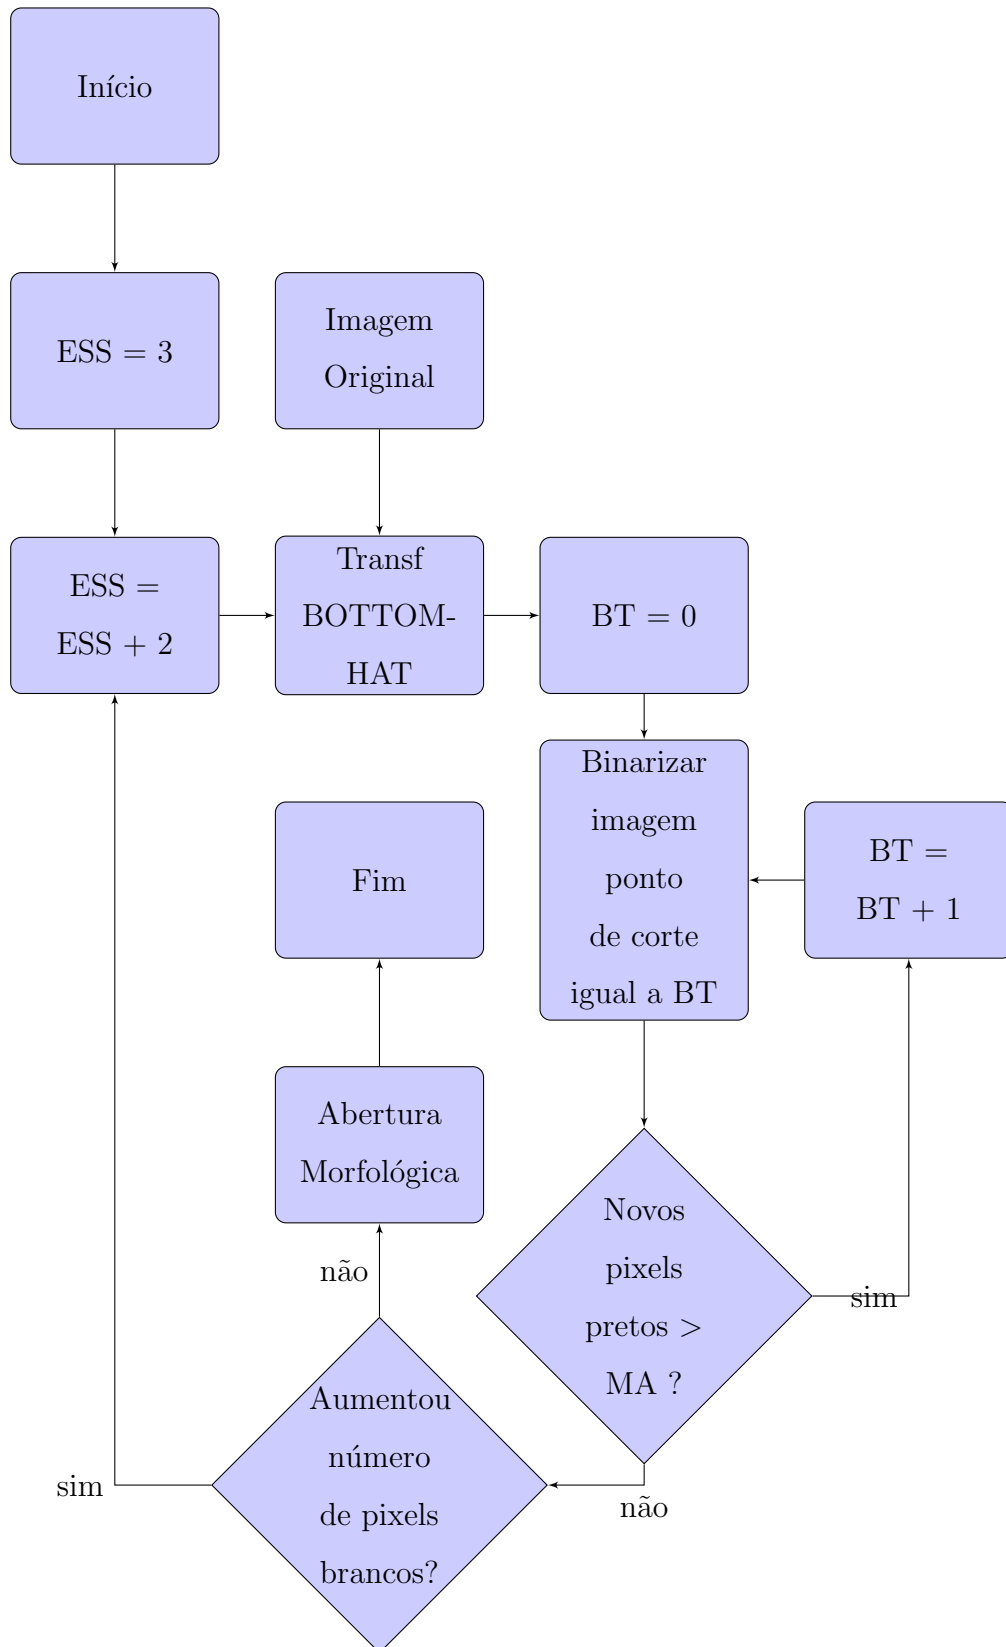 Início
ESS = 3
Imagem
Original
ESS =
ESS + 2
Transf
BOTTOM-
HAT
BT = 0
Binarizar
imagem
ponto
de corte
igual a BT
BT =
BT + 1
Fim
Abertura
Morfológica
Novos
pixels
pretos >
MA ?
sim
não
não
Aumentou
número
de pixels
brancos?
sim